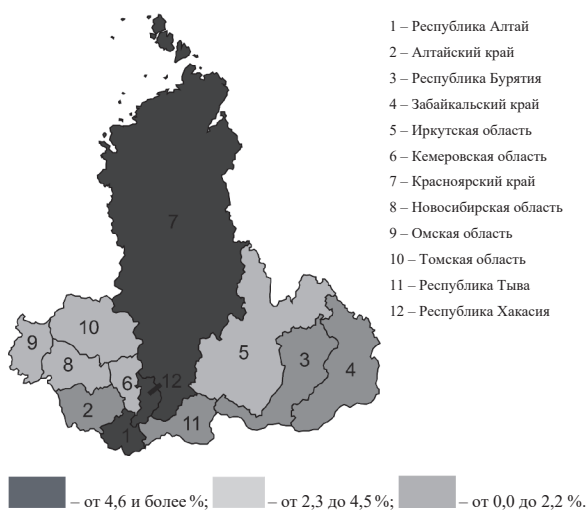 1 – Республика Алтай
2 – Алтайский край
3 – Республика Бурятия
4 – Забайкальский край
5 – Иркутская область
6 – Кемеровская область
7 – Красноярский край
8 – Новосибирская область
9 – Омская область
10 – Томская область
11 – Республика Тыва
12 – Республика Хакасия
7
10
9
8
6
12
5
3
4
2
1
11
– от 4,6 и более %; – от 2,3 до 4,5 %; – от 0,0 до 2,2 %.